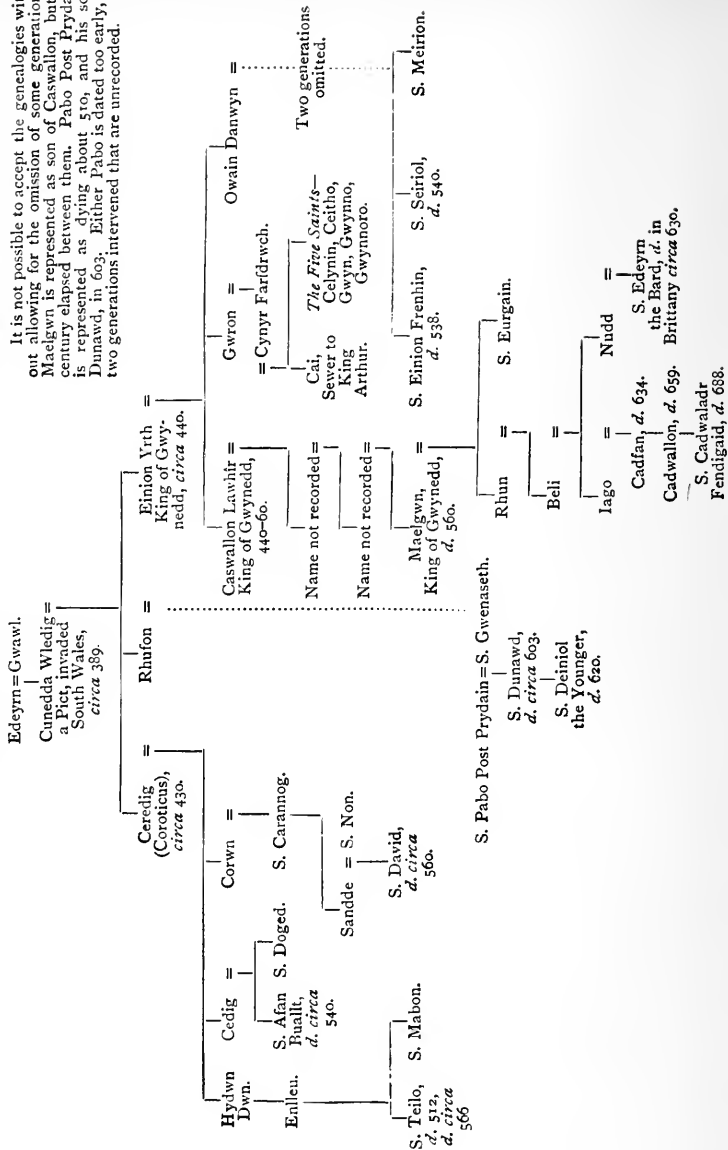 It is not possible to accept the genealogies wi
out allowing for the omission of some generation
Maelgwn is represented as son of Caswallon, but
century elapsed between them. Pabo Post Pryda
is represented as dying about 510, and his so
Dunawd, in 603. Either Pabo is dated too early,
two generations intervened that are unrecorded.
Edeyrn=Gwawl.
Cunedda Wledig=
a Pict, invaded
South Wales,
circa 389.
Ceredig =
(Coroticus),
circa 430.
Rhufon =
Einion Yrth =
King of Gwy-
nedd, circa 440.
Hydwn
Dwn.
Cedig =
Corwn =
Caswallon Lawhir =
King of Gwynedd,
440-60.
Gwron =
= Cynyr Farfdrwch.
Owain Danwyn =
Enlleu.
S. Afan
Buallt,
d. circa
540.
S. Doged.
S. Carannog.
Name not recorded =
Cai,
Sewer to
King
Arthur.
The Five Saints—
Celynin, Ceitho,
Gwyn, Gwynno,
Gwynnoro.
Two generations
omitted.
Sandde = S. Non.
Name not recorded =
S. Teilo,
d. 512,
d. circa
566
S. Mabon.
S. David,
d. circa
560.
Maelgwn, =
King of Gwynedd
d. 560.
S. Einion Frenhin,
d. 538.
S. Seiriol,
d. 540.
S. Meirion.
S. Pabo Post Prydain=S. Gwenaseth.
Rhun =
S. Eurgain.
S. Dunawd,
d. circa 603.
Beli =
S. Deiniol
the Younger,
d. 620.
Iago =
Nudd =
Cadfan, d. 634.
S. Edeyrn
the Bard, d. in
Brittany circa 630.
Cadwallon, d. 659.
S. Cadwaladr
Fendigaid, d. 688.